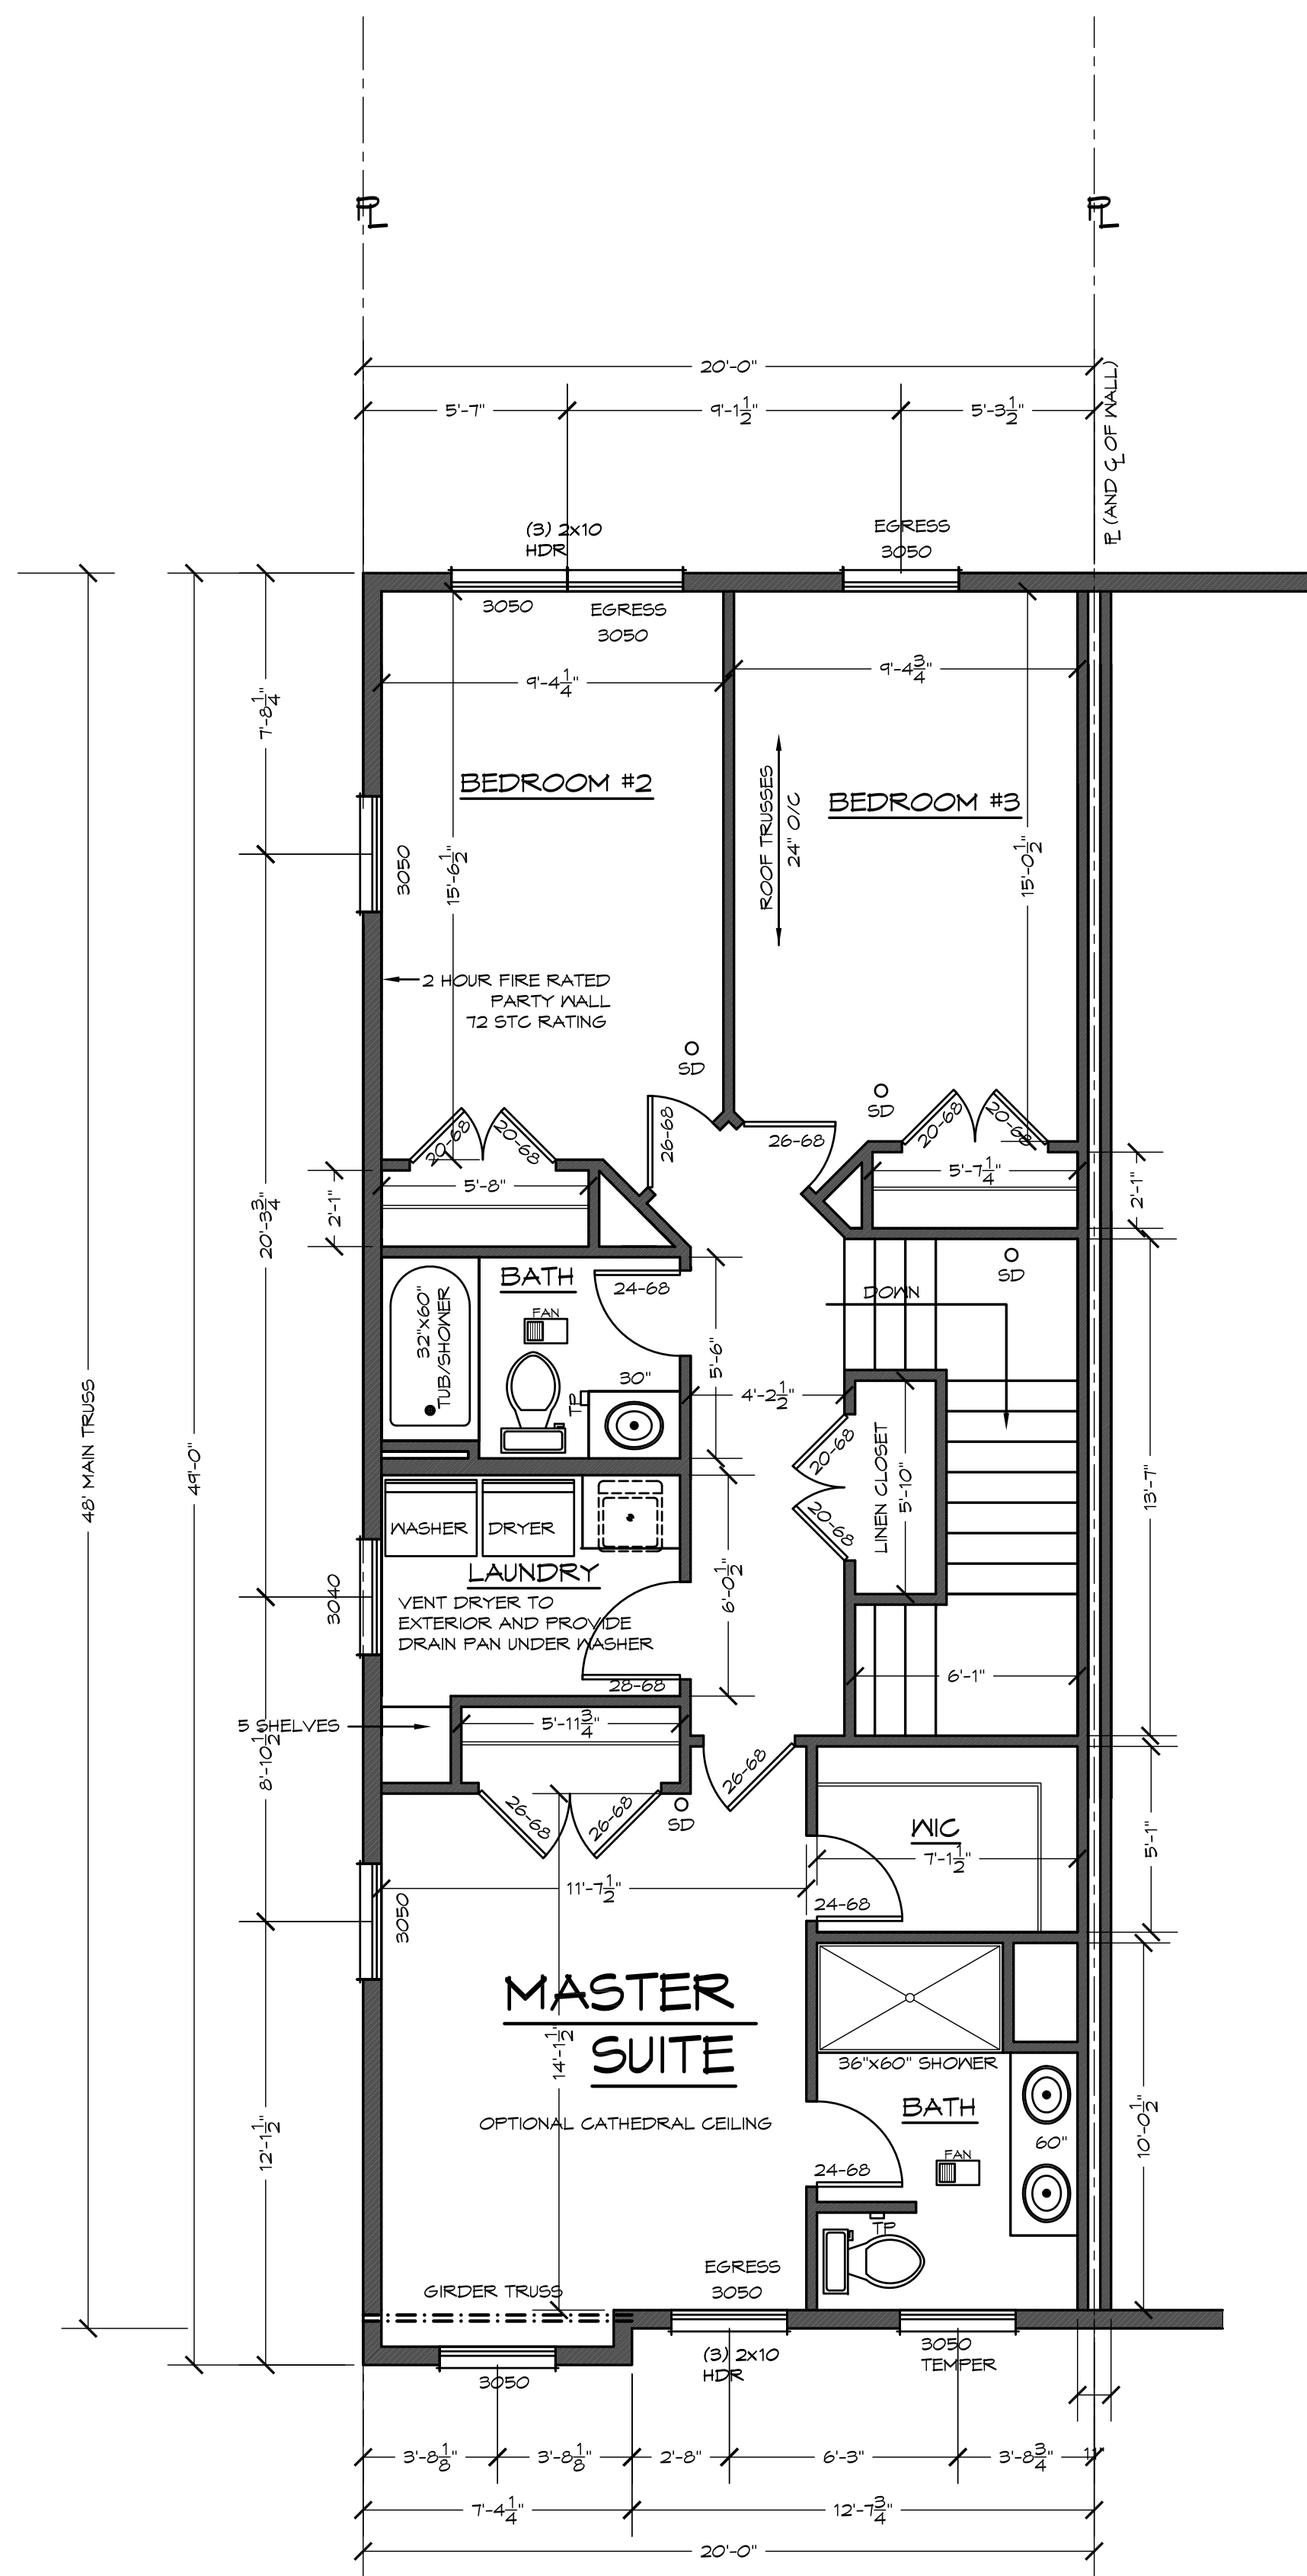 PL
PL
20'-0"
5'-7"
9'-1 1/2"
5'-3 1/2"
PL (AND CL OF WALL)
(3) 2x10
HDR
EGRESS
3050
3050
EGRESS
3050
9'-4 1/4"
9'-4 3/4"
7'-8 1/4"
BEDROOM #2
BEDROOM #3
ROOF TRUSSES
24" O/C
3050
15'-6 1/2"
15'-0 1/2"
2 HOUR FIRE RATED
PARTY WALL
72 STC RATING
SD
SD
20-68
20-68
26-68
26-68
20-68
20-68
5'-8"
5'-7 1/4"
2'-1"
2'-1"
20'-3 3/4"
BATH
24-68
FAN
32"x60"
TUB/SHOWER
SD
DOWN
5'-6"
30"
TP
4'-2 1/2"
48' MAIN TRUSS
49'-0"
20-68
20-68
LINEN CLOSET
5'-10"
13'-7"
WASHER
DRYER
LAUNDRY
VENT DRYER TO
EXTERIOR AND PROVIDE
DRAIN PAN UNDER WASHER
3040
6'-0 1/2"
28-68
6'-1"
5 SHELVES
5'-11 3/4"
8'-10 1/2"
26-68
26-68
26-68
SD
WIC
7'-1 1/2"
5'-1"
11'-7 1/2"
3050
24-68
MASTER
SUITE
14'-1 1/2"
36"x60" SHOWER
BATH
OPTIONAL CATHEDRAL CEILING
60"
10'-0 1/2"
12'-1 1/2"
FAN
24-68
TP
EGRESS
3050
GIRDER TRUSS
3050
(3) 2x10
HDR
3050
TEMPER
3'-8 1/8"
3'-8 1/8"
2'-8"
6'-3"
3'-8 3/4"
11"
7'-4 1/4"
12'-7 3/4"
20'-0"